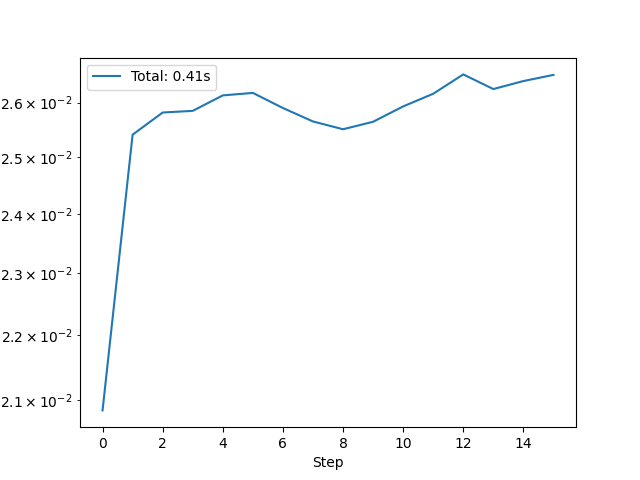 Total: 0.41s
2.6 × 10⁻²
2.5 × 10⁻²
2.4 × 10⁻²
2.3 × 10⁻²
2.2 × 10⁻²
2.1 × 10⁻²
0 2 4 6 8 10 12 14
Step